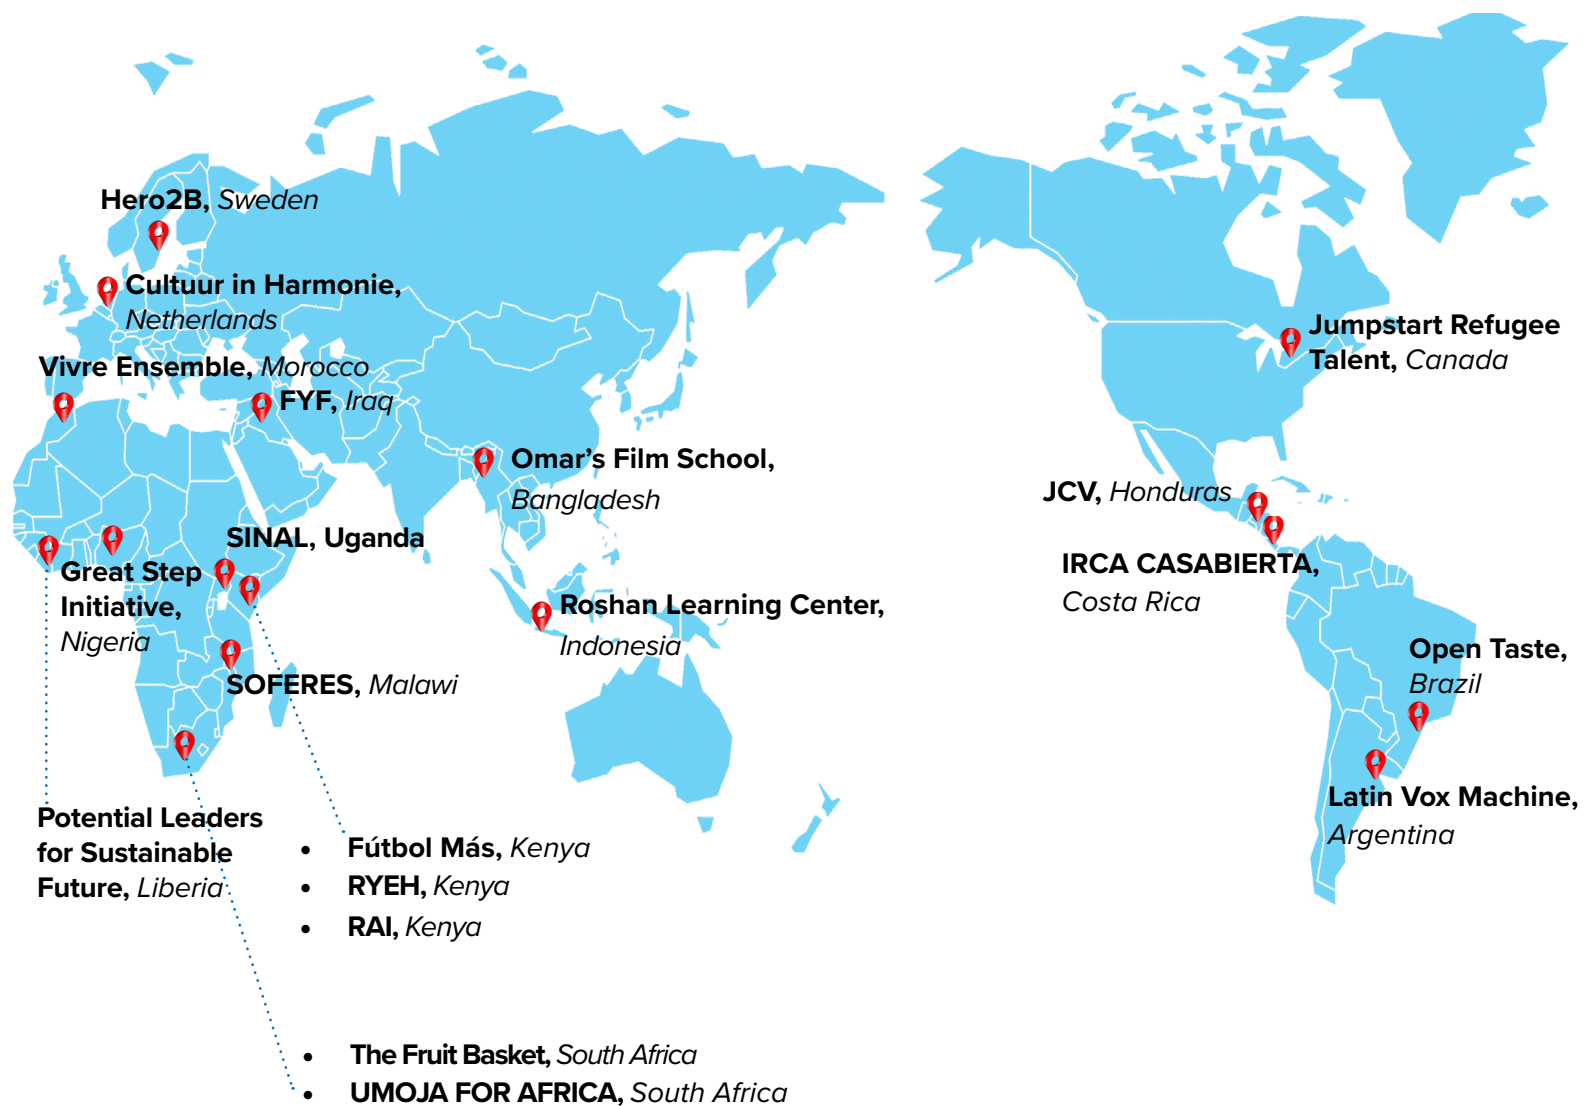 Hero2B, Sweden
Cultuur in Harmonie,
Netherlands
Vivre Ensemble, Morocco
FYF, Iraq
Omar’s Film School,
Bangladesh
SINAL, Uganda
Great Step
Initiative,
Nigeria
Roshan Learning Center,
Indonesia
SOFERES, Malawi
Potential Leaders
for Sustainable
Future, Liberia
• Fútbol Más, Kenya
• RYEH, Kenya
• RAI, Kenya
• The Fruit Basket, South Africa
• UMOJA FOR AFRICA, South Africa
Jumpstart Refugee
Talent, Canada
JCV, Honduras
IRCA CASABIERTA,
Costa Rica
Open Taste,
Brazil
Latin Vox Machine,
Argentina